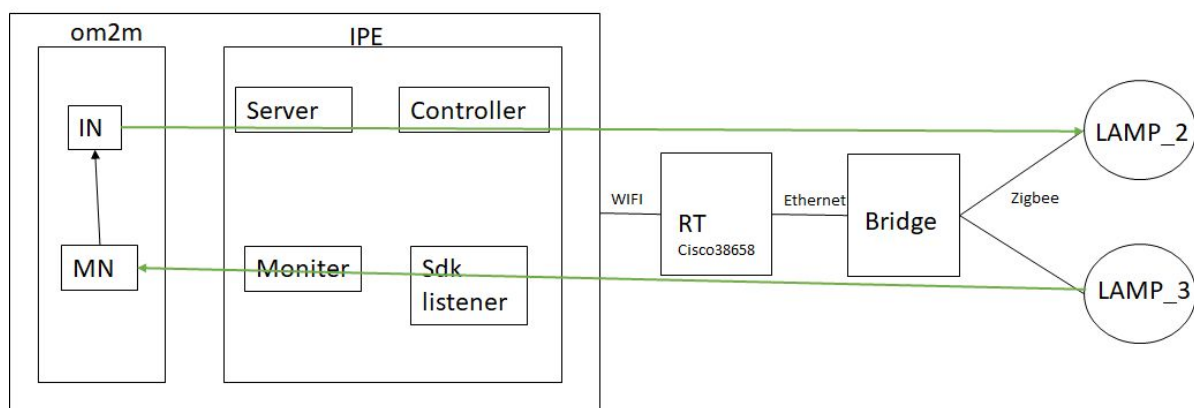 om2m
IPE
IN
Server
Controller
LAMP_2
WIFI
RT
Cisco38658
Ethernet
Bridge
Zigbee
MN
Moniter
Sdk
listener
LAMP_3